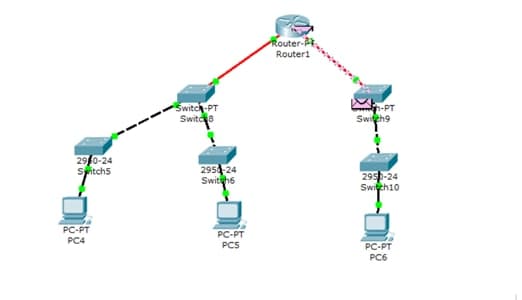 Router-PT
Router1
Switch-PT
Switch8
Switch-PT
Switch9
2950-24
Switch5
2950-24
Switch6
2950-24
Switch10
PC-PT
PC4
PC-PT
PC5
PC-PT
PC6